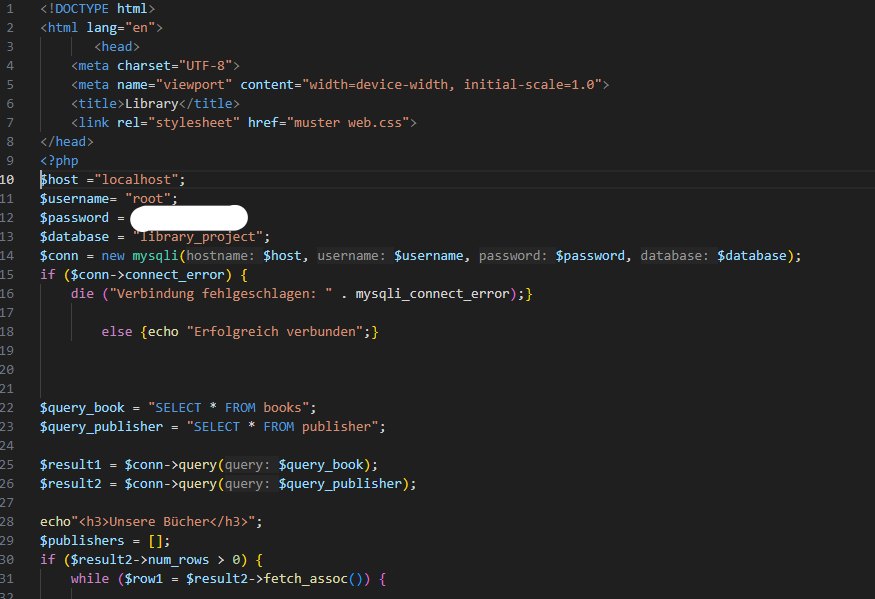 1 <!DOCTYPE html>
2 <html lang="en">
3 <head>
4 <meta charset="UTF-8">
5 <meta name="viewport" content="width=device-width, initial-scale=1.0">
6 <title>Library</title>
7 <link rel="stylesheet" href="muster web.css">
8 </head>
9 <?php
10 $host ="localhost";
11 $username= "root";
12 $password =
13 $database = "library_project";
14 $conn = new mysqli(hostname: $host, username: $username, password: $password, database: $database);
15 if ($conn->connect_error) {
16 die ("Verbindung fehlgeschlagen: " . mysqli_connect_error);}
17
18 else {echo "Erfolgreich verbunden";}
19
20
21
22 $query_book = "SELECT * FROM books";
23 $query_publisher = "SELECT * FROM publisher";
24
25 $result1 = $conn->query(query: $query_book);
26 $result2 = $conn->query(query: $query_publisher);
27
28 echo"<h3>Unsere Bücher</h3>";
29 $publishers = [];
30 if ($result2->num_rows > 0) {
31 while ($row1 = $result2->fetch_assoc()) {
32